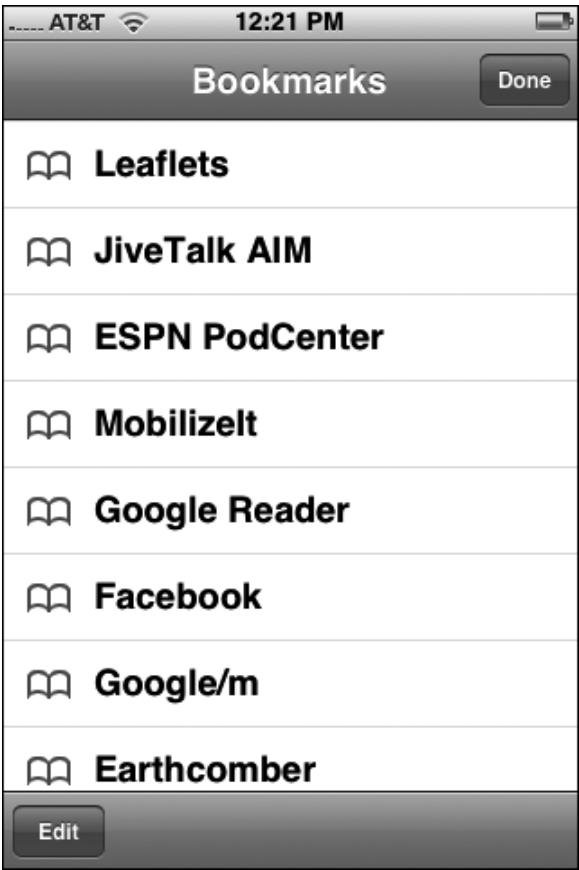 AT&T 12:21 PM
Bookmarks Done
Leaflets
JiveTalk AIM
ESPN PodCenter
MobilizeIt
Google Reader
Facebook
Google/m
Earthcomber
Edit